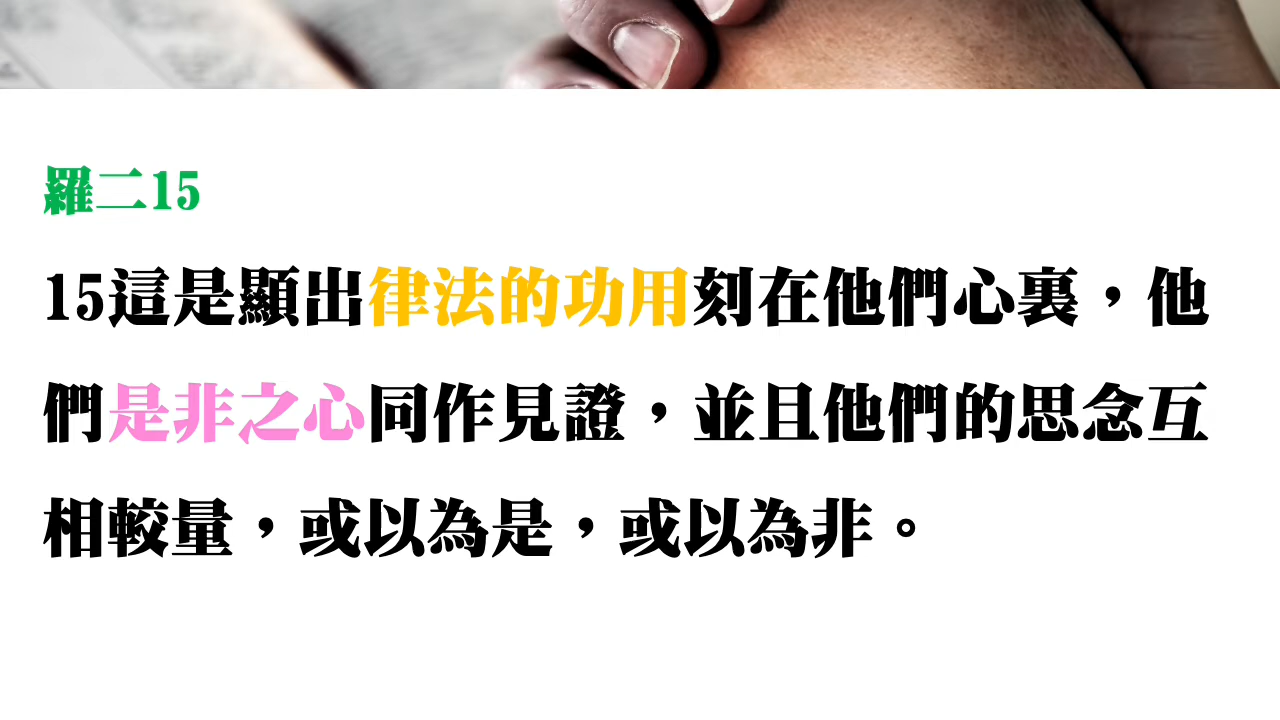 羅二15
15這是顯出律法的功用刻在他們心裏，他
們是非之心同作見證，並且他們的思念互
相較量，或以為是，或以為非。